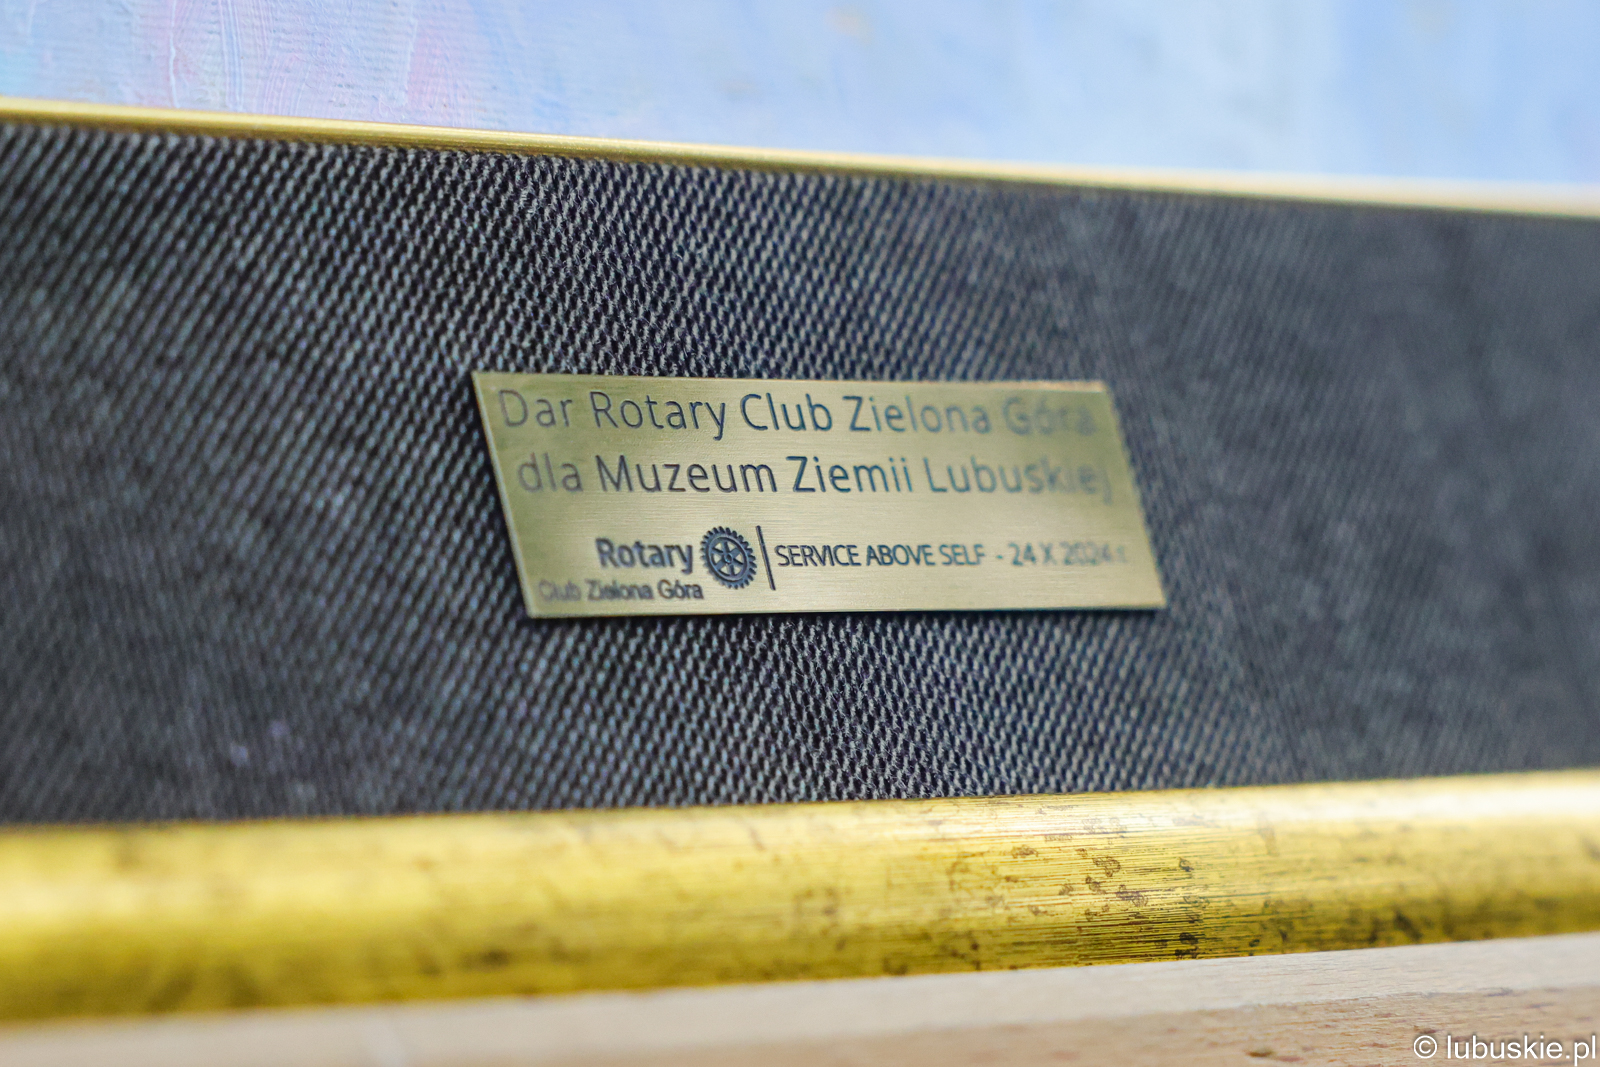 Dar Rotary Club Zielona Góra
dla Muzeum Ziemii Lubuskiej
Rotary
Club Zielona Góra
SERVICE ABOVE SELF - 24 X 2024 r.
© lubuskie.pl